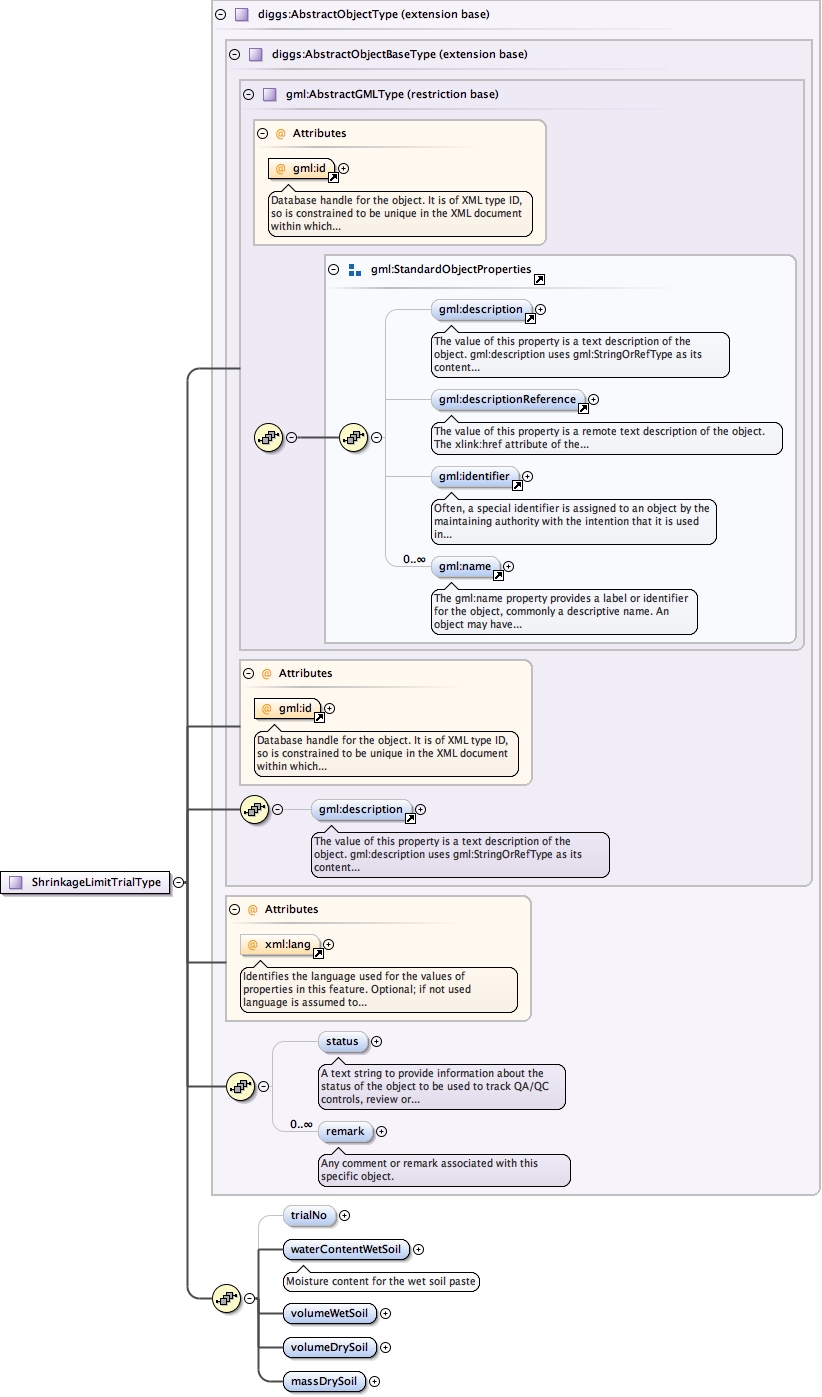 diggs:AbstractObjectType (extension base)
diggs:AbstractObjectBaseType (extension base)
gml:AbstractGMLType (restriction base)
@ Attributes
@ gml:id
Database handle for the object. It is of XML type ID,
so is constrained to be unique in the XML document
within which...
gml:StandardObjectProperties
gml:description
The value of this property is a text description of the
object. gml:description uses gml:StringOrRefType as its
content...
gml:descriptionReference
The value of this property is a remote text description of the object.
The xlink:href attribute of the...
gml:identifier
Often, a special identifier is assigned to an object by the
maintaining authority with the intention that it is used
in...
0..∞
gml:name
The gml:name property provides a label or identifier
for the object, commonly a descriptive name. An
object may have...
@ Attributes
@ gml:id
Database handle for the object. It is of XML type ID,
so is constrained to be unique in the XML document
within which...
gml:description
The value of this property is a text description of the
object. gml:description uses gml:StringOrRefType as its
content...
ShrinkageLimitTrialType
@ Attributes
@ xml:lang
Identifies the language used for the values of
properties in this feature. Optional; if not used
language is assumed to...
status
A text string to provide information about the
status of the object to be used to track QA/QC
controls, review or...
0..∞
remark
Any comment or remark associated with this
specific object.
trialNo
waterContentWetSoil
Moisture content for the wet soil paste
volumeWetSoil
volumeDrySoil
massDrySoil